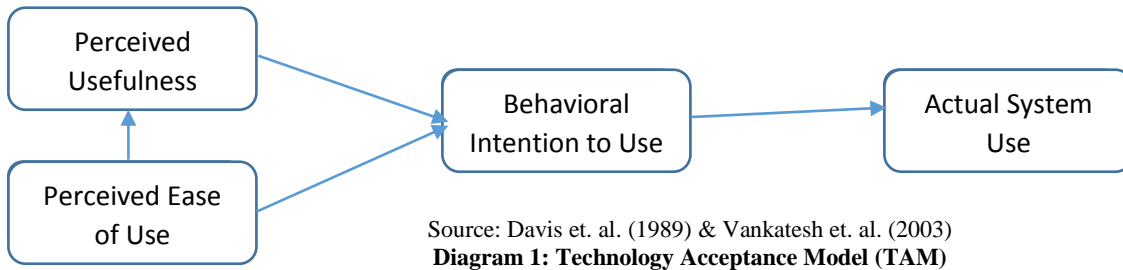 Perceived
Usefulness
Behavioral
Intention to Use
Actual System
Use
Perceived Ease
of Use
Source: Davis et. al. (1989) & Vankatesh et. al. (2003)
Diagram 1: Technology Acceptance Model (TAM)